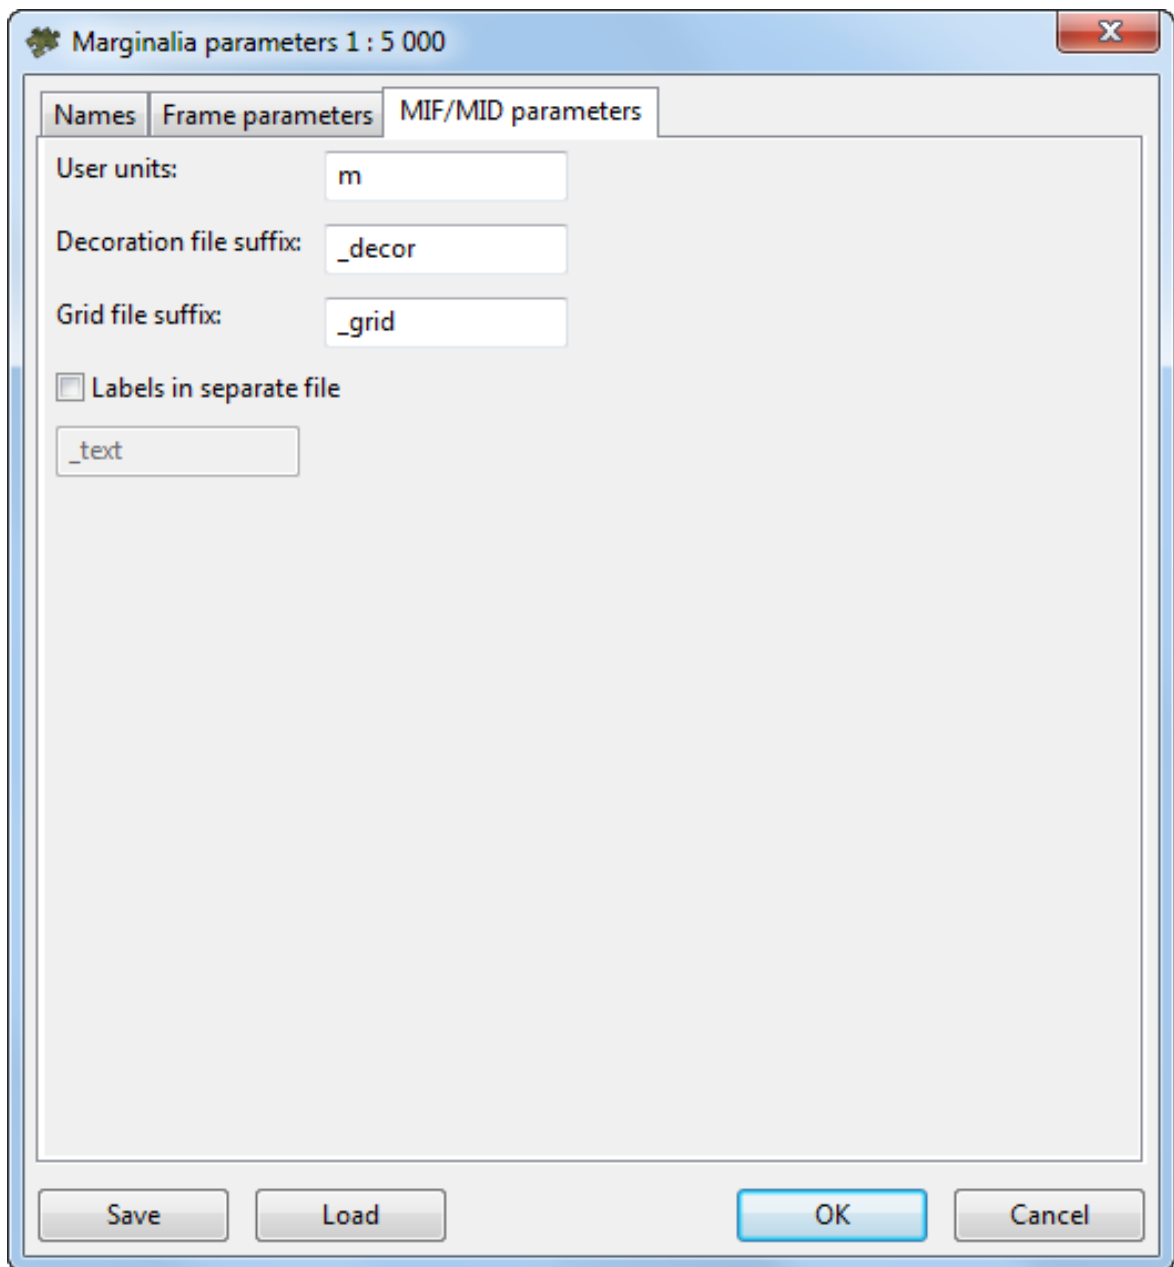 Marginalia parameters 1 : 5 000
Names Frame parameters MIF/MID parameters
User units: m
Decoration file suffix: _decor
Grid file suffix: _grid
Labels in separate file
_text
Save Load OK Cancel